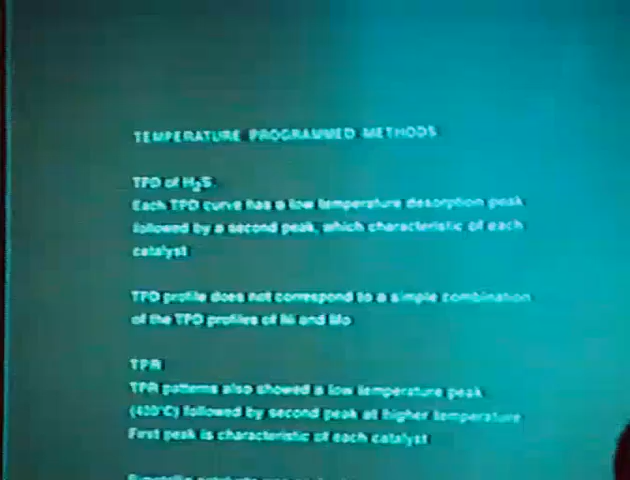 TEMPERATURE PROGRAMMED METHODS
TPD of H2S
Each TPD curve has a low temperature desorption peak
followed by a second peak, which characteristic of each
catalyst
TPD profile does not correspond to a simple combination
of the TPD profiles of Ni and Mo
TPR
TPR patterns also showed a low temperature peak
(420°C) followed by second peak at higher temperature
First peak is characteristic of each catalyst